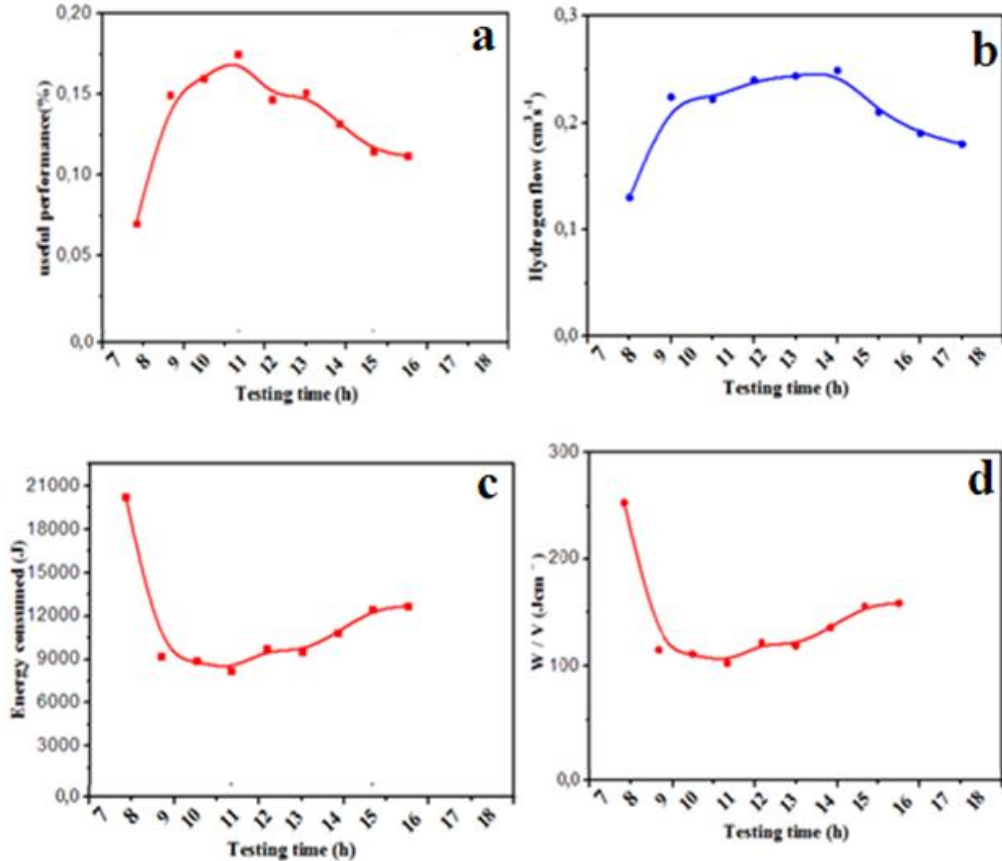 a
0,20
0,15
0,10
0,05
0,0
useful performance(%)
7 8 9 10 11 12 13 14 15 16 17 18
Testing time (h)
b
0,3
0,2
0,1
0,0
Hydrogen flow (cm³s⁻¹)
7 8 9 10 11 12 13 14 15 16 17 18
Testing time (h)
c
21000
18000
15000
12000
9000
6000
3000
0,0
Energy consumed (J)
7 8 9 10 11 12 13 14 15 16 17 18
Testing time (h)
d
300
200
100
0,0
W / V (Jcm⁻)
7 8 9 10 11 12 13 14 15 16 17 18
Testing time (h)